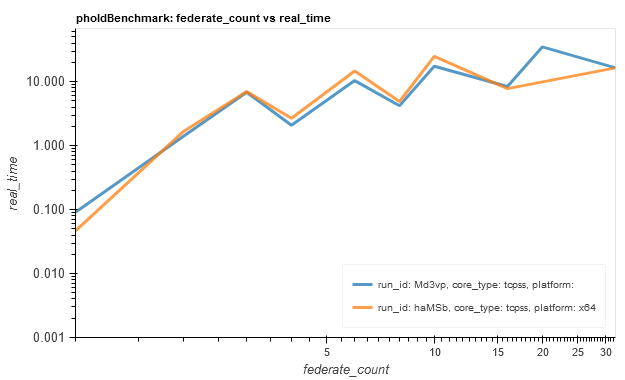 pholdBenchmark: federate_count vs real_time
real_time
10.000
1.000
0.100
0.010
0.001
run_id: Md3vp, core_type: tcpss, platform:
run_id: haMSb, core_type: tcpss, platform: x64
5 10 15 20 25 30
federate_count